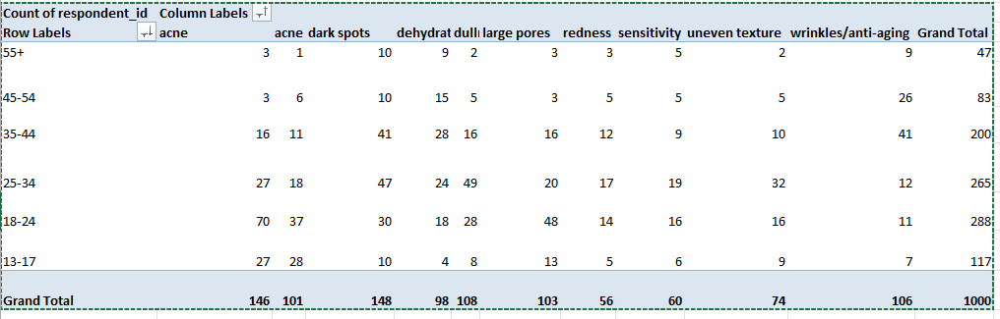 Count of respondent_id Column Labels
Row Labels acne acne dark spots dehydrat dulli large pores redness sensitivity uneven texture wrinkles/anti-aging Grand Total
55+ 3 1 10 9 2 3 3 5 2 9 47
45-54 3 6 10 15 5 3 5 5 5 26 83
35-44 16 11 41 28 16 16 12 9 10 41 200
25-34 27 18 47 24 49 20 17 19 32 12 265
18-24 70 37 30 18 28 48 14 16 16 11 288
13-17 27 28 10 4 8 13 5 6 9 7 117
Grand Total 146 101 148 98 108 103 56 60 74 106 1000